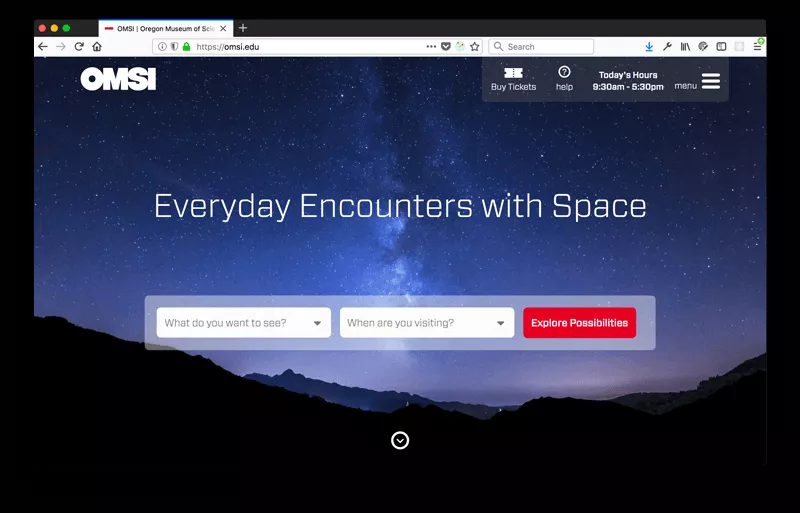 OMSI | Oregon Museum of Scie
https://omsi.edu
Search
OMSI
Buy Tickets
help
Today's Hours
9:30am - 5:30pm
menu
Everyday Encounters with Space
What do you want to see?
When are you visiting?
Explore Possibilities